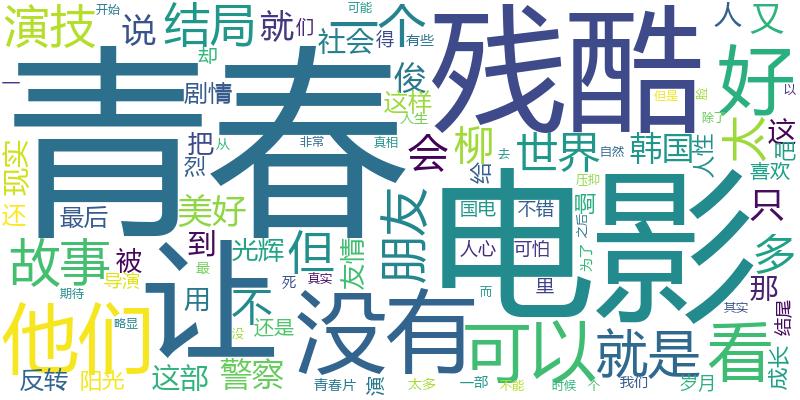 演技
说
结局
就
们
可能
一个
开始
社会
得
有些
却
残酷
人
又
好
青春
俊
剧情
这样
人生
但是
以
除了
太
这
一
把
从
非常
真相
会
柳
世界
自然
韩国
人性
吧
喜欢
现实
烈
给
去
压抑
还
最后
美好
朋友
电影
国电
不错
弱
之后
只
故事
被
到
光辉
但
友情
人心
可怕
为了
多
导演
最
让
用
不
死
真实
里
那
期待
他们
略显
没
还是
没有
而
可以
就是
其实
看
结尾
反转
阳光
这部
警察
青春片
演
太多
一部
不能
时候
个
我们
岁月
成长